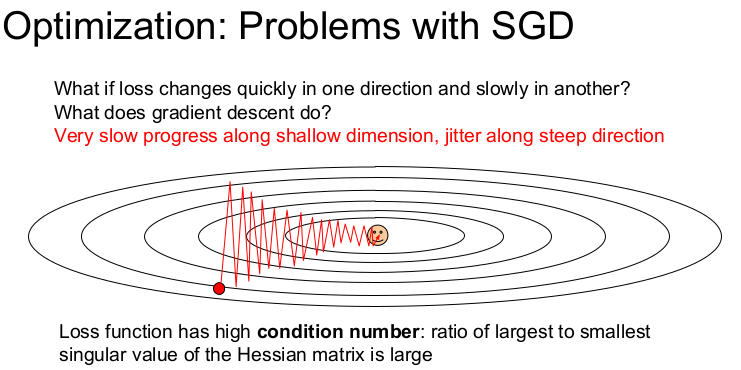 Optimization: Problems with SGD
What if loss changes quickly in one direction and slowly in another?
What does gradient descent do?
Very slow progress along shallow dimension, jitter along steep direction
Loss function has high condition number: ratio of largest to smallest
singular value of the Hessian matrix is large